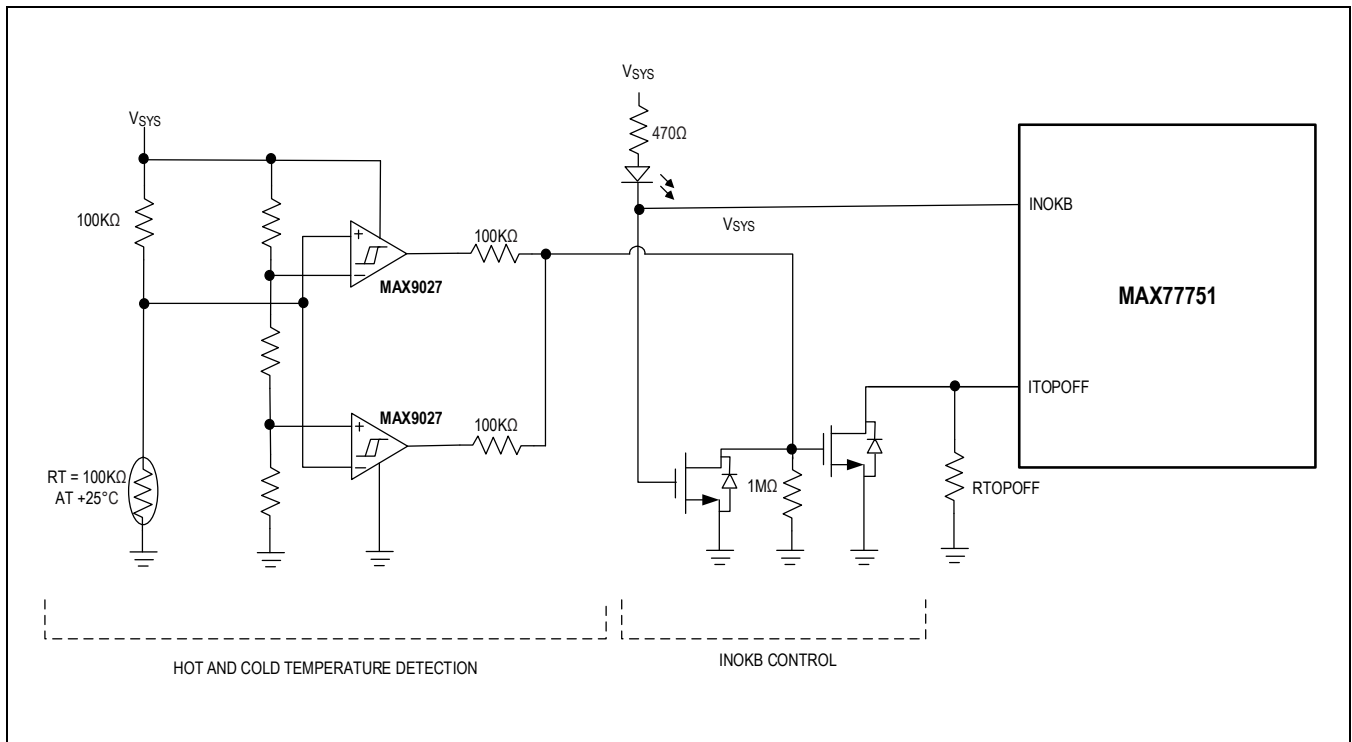 VSYS
470Ω
VSYS
100KΩ
+
−
MAX9027
100KΩ
VSYS
INOKB
MAX77751
RT = 100KΩ
AT +25°C
+
−
MAX9027
100KΩ
1MΩ
ITOPOFF
RTOPOFF
HOT AND COLD TEMPERATURE DETECTION
INOKB CONTROL